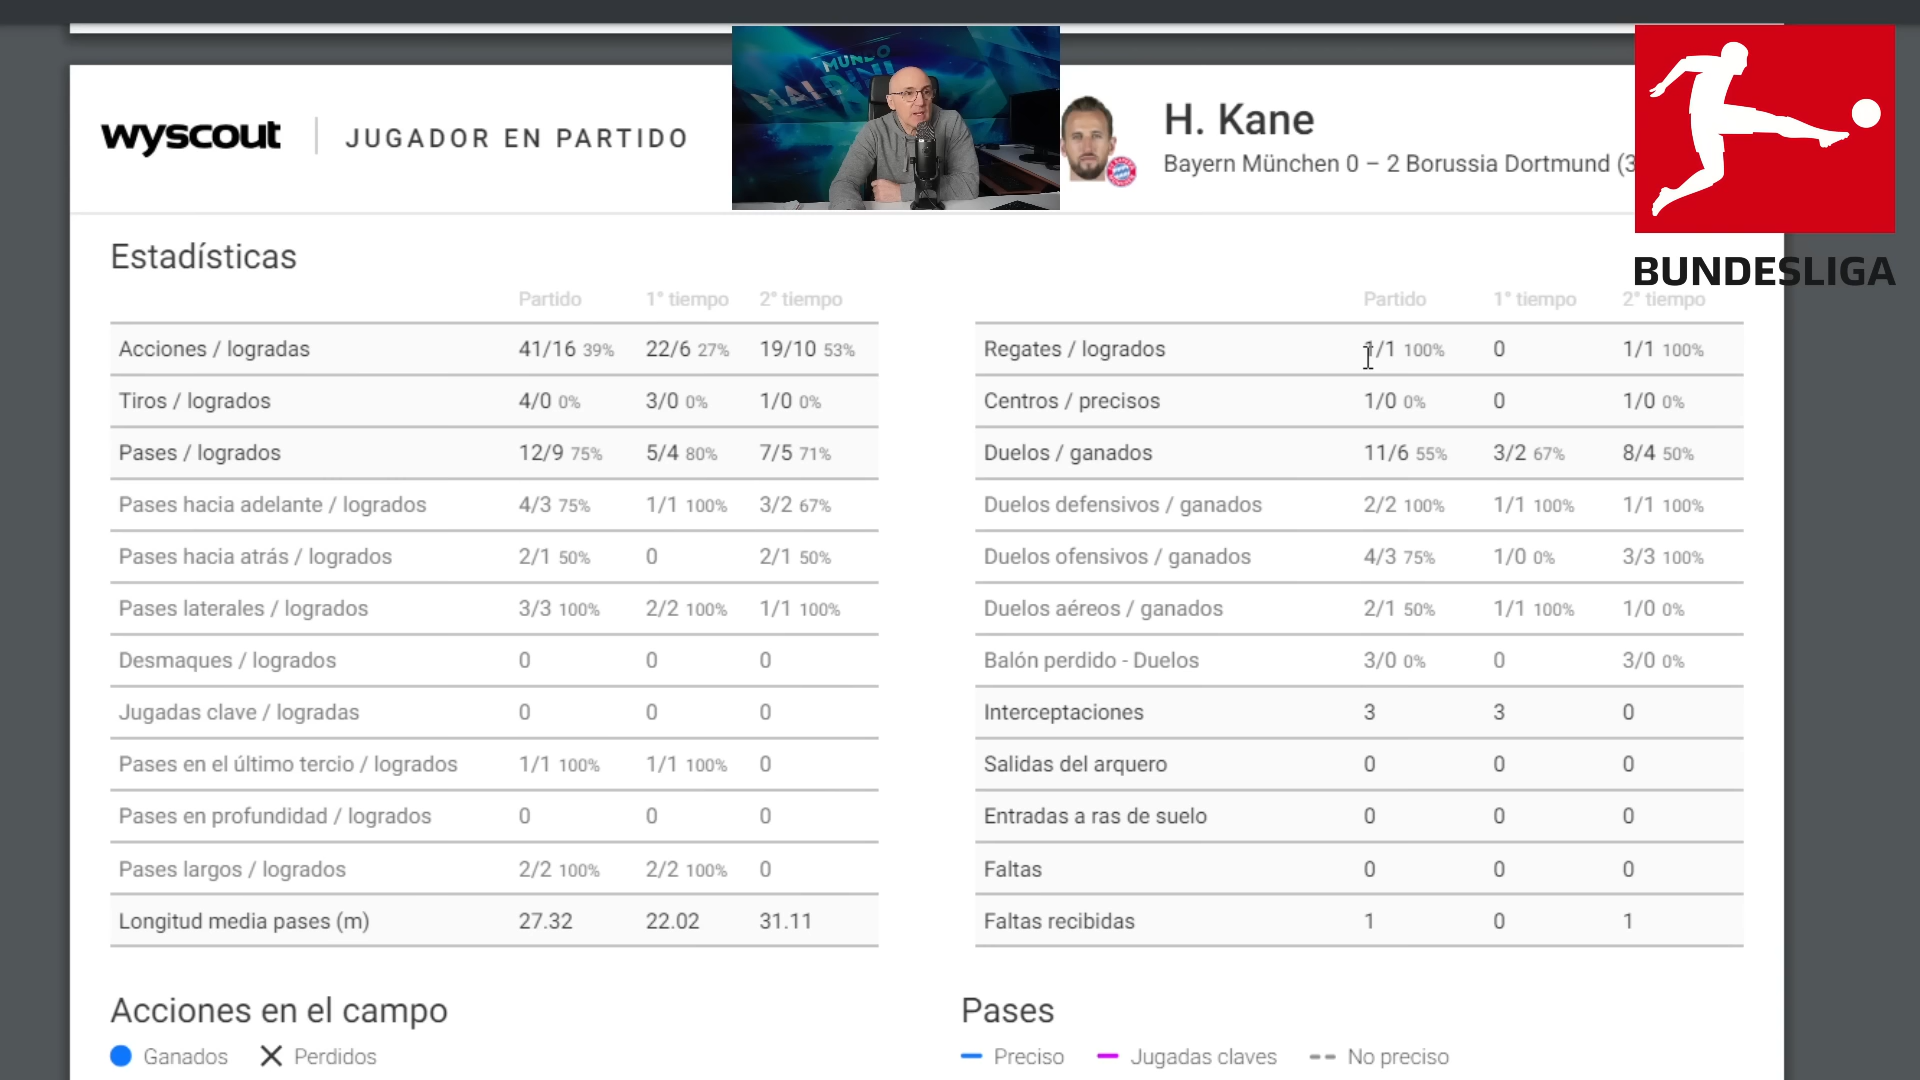 MUNDO
MALDINI
wyscout
JUGADOR EN PARTIDO
H. Kane
Bayern München 0 – 2 Borussia Dortmund (3
BUNDESLIGA
Estadísticas
Partido 1° tiempo 2° tiempo
Acciones / logradas 41/16 39% 22/6 27% 19/10 53%
Tiros / logrados 4/0 0% 3/0 0% 1/0 0%
Pases / logrados 12/9 75% 5/4 80% 7/5 71%
Pases hacia adelante / logrados 4/3 75% 1/1 100% 3/2 67%
Pases hacia atrás / logrados 2/1 50% 0 2/1 50%
Pases laterales / logrados 3/3 100% 2/2 100% 1/1 100%
Desmaques / logrados 0 0 0
Jugadas clave / logradas 0 0 0
Pases en el último tercio / logrados 1/1 100% 1/1 100% 0
Pases en profundidad / logrados 0 0 0
Pases largos / logrados 2/2 100% 2/2 100% 0
Longitud media pases (m) 27.32 22.02 31.11
Partido 1° tiempo 2° tiempo
Regates / logrados 1/1 100% 0 1/1 100%
Centros / precisos 1/0 0% 0 1/0 0%
Duelos / ganados 11/6 55% 3/2 67% 8/4 50%
Duelos defensivos / ganados 2/2 100% 1/1 100% 1/1 100%
Duelos ofensivos / ganados 4/3 75% 1/0 0% 3/3 100%
Duelos aéreos / ganados 2/1 50% 1/1 100% 1/0 0%
Balón perdido - Duelos 3/0 0% 0 3/0 0%
Interceptaciones 3 3 0
Salidas del arquero 0 0 0
Entradas a ras de suelo 0 0 0
Faltas 0 0 0
Faltas recibidas 1 0 1
Acciones en el campo
Ganados Perdidos
Pases
Preciso Jugadas claves No preciso